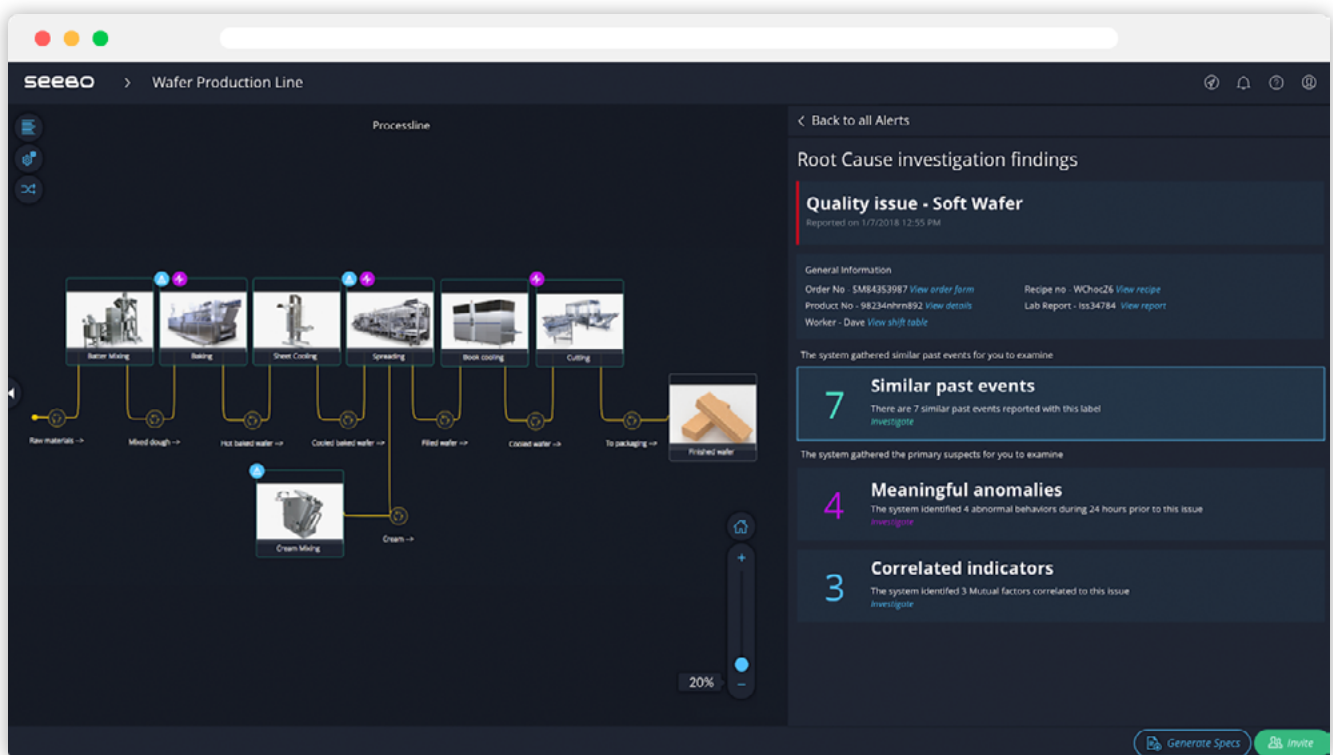 SEEBO > Wafer Production Line
Processline
Batter Mixing
Baking
Sheet Cooling
Spreading
Book cooling
Cutting
Finished wafer
Raw materials -->
Mixed dough -->
Hot baked wafer -->
Cooled baked wafer -->
Filled wafer -->
Cooled wafer -->
To packaging -->
Cream Mixing
Cream -->
+
20%
−
< Back to all Alerts
Root Cause investigation findings
Quality issue - Soft Wafer
Reported on 1/7/2018 12:55 PM
General Information
Order No - SM84353987 View order form
Recipe no - WChocZ6 View recipe
Product No - 98234nhrn892 View details
Lab Report - Iss34784 View report
Worker - Dave View shift table
The system gathered similar past events for you to examine
7
Similar past events
There are 7 similar past events reported with this label
Investigate
The system gathered the primary suspects for you to examine
4
Meaningful anomalies
The system identified 4 abnormal behaviors during 24 hours prior to this issue
Investigate
3
Correlated indicators
The system identifed 3 Mutual factors correlated to this issue
Investigate
Generate Specs
Invite